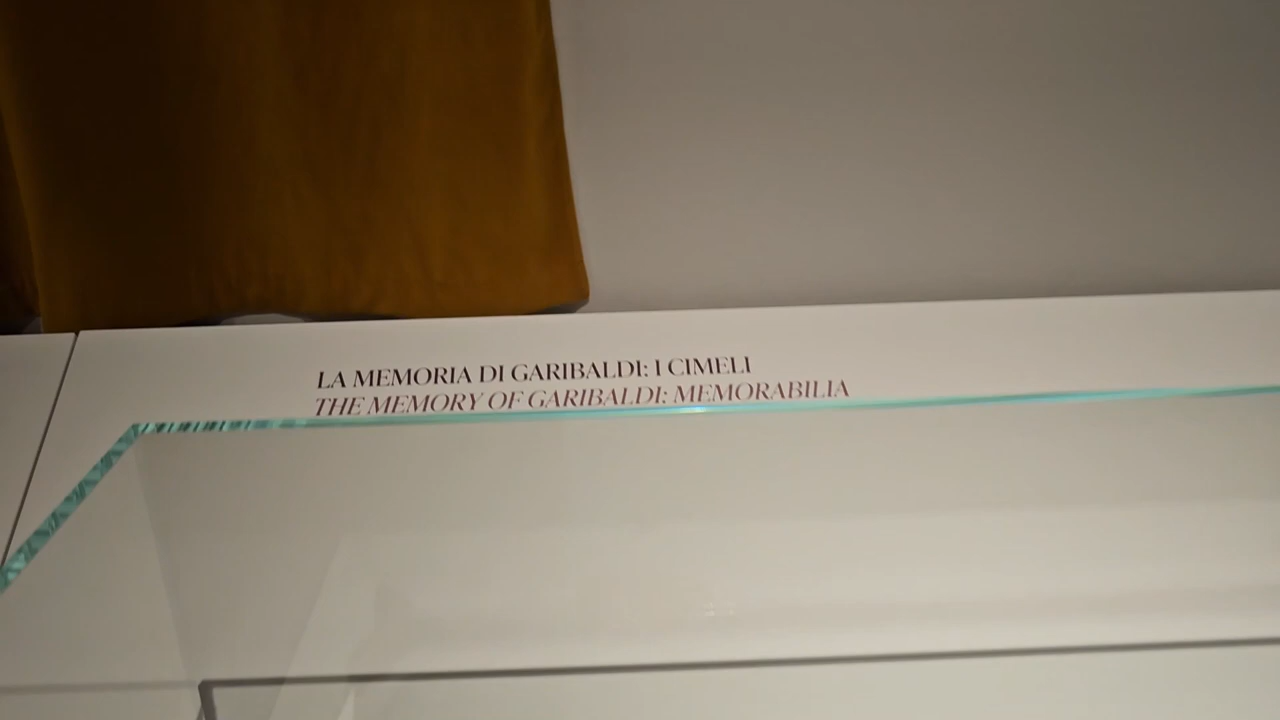 LA MEMORIA DI GARIBALDI: I CIMELI
THE MEMORY OF GARIBALDI: MEMORABILIA